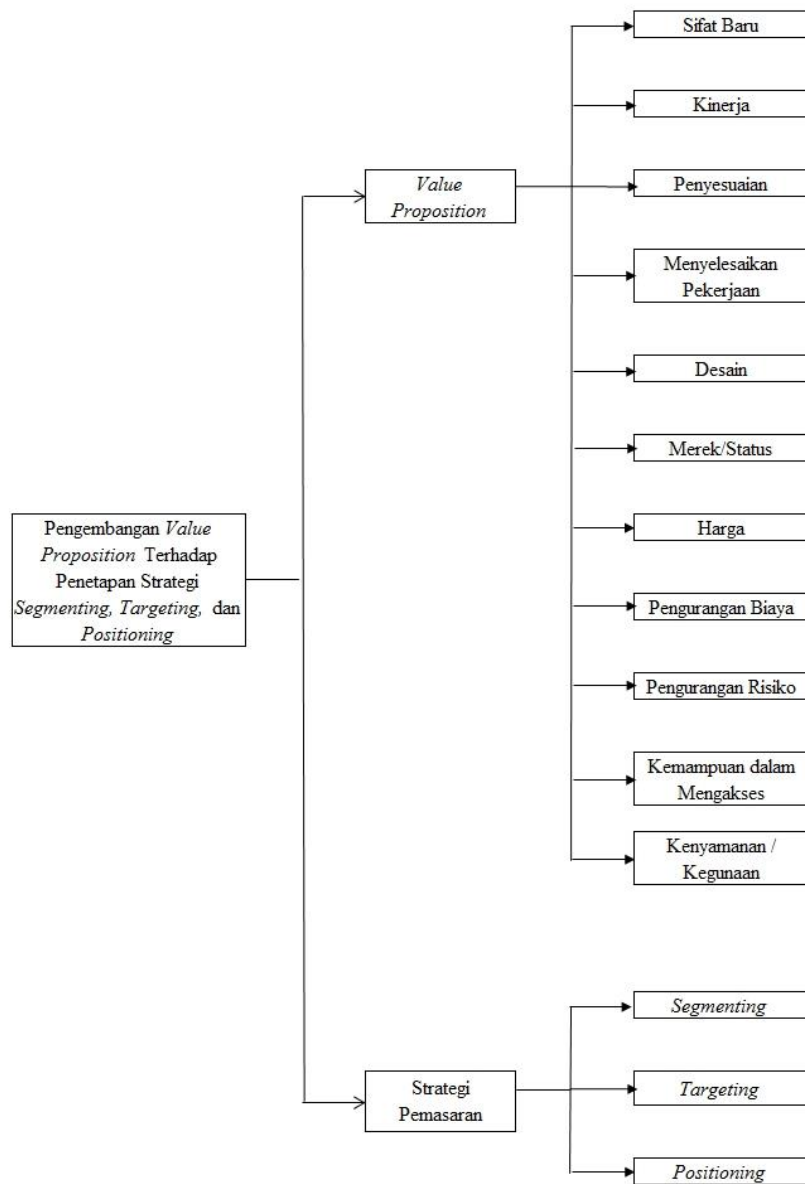 Sifat Baru
Kinerja
Value
Proposition
Penyesuaian
Menyelesaikan
Pekerjaan
Desain
Merek/Status
Pengembangan Value
Proposition Terhadap
Penetapan Strategi
Segmenting, Targeting, dan
Positioning
Harga
Pengurangan Biaya
Pengurangan Risiko
Kemampuan dalam
Mengakses
Kenyamanan /
Kegunaan
Segmenting
Strategi
Pemasaran
Targeting
Positioning